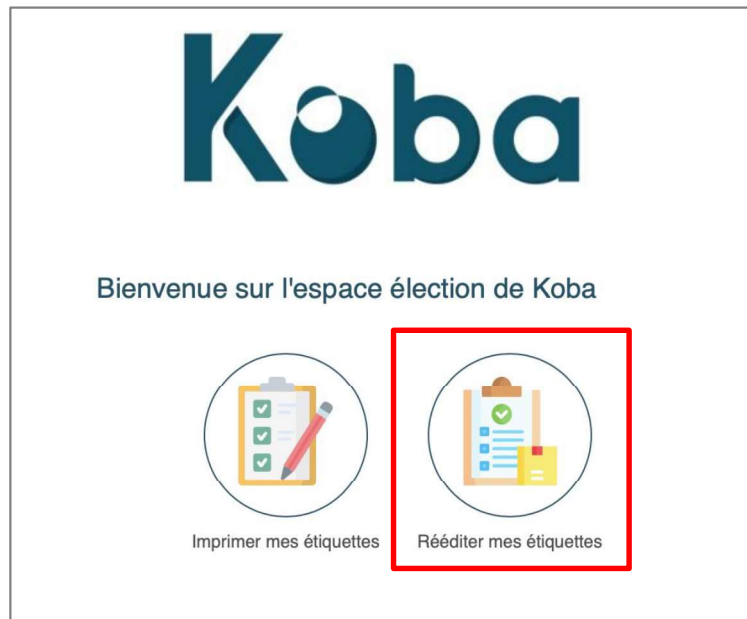 Koba
Bienvenue sur l'espace élection de Koba
Imprimer mes étiquettes
Rééditer mes étiquettes